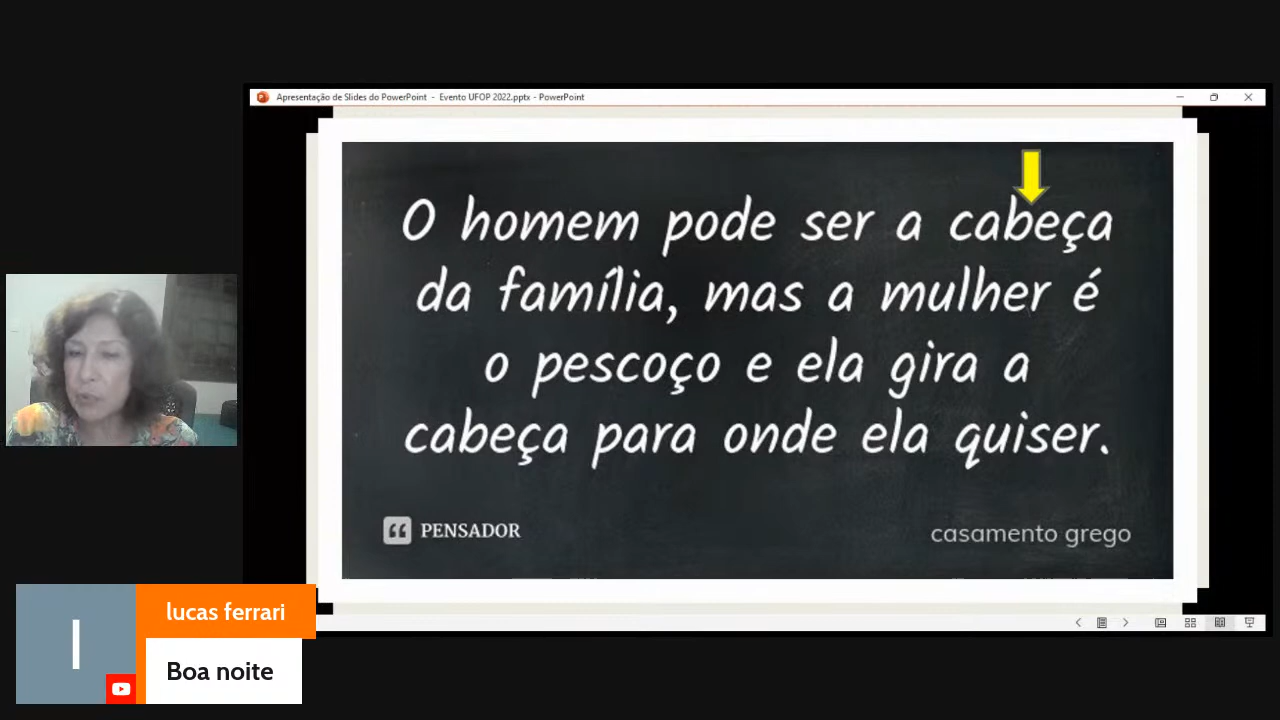 Apresentação de Slides do PowerPoint - Evento UFOP 2022.pptx - PowerPoint
O homem pode ser a cabeça
da família, mas a mulher é
o pescoço e ela gira a
cabeça para onde ela quiser.
PENSADOR
casamento grego
l
lucas ferrari
Boa noite